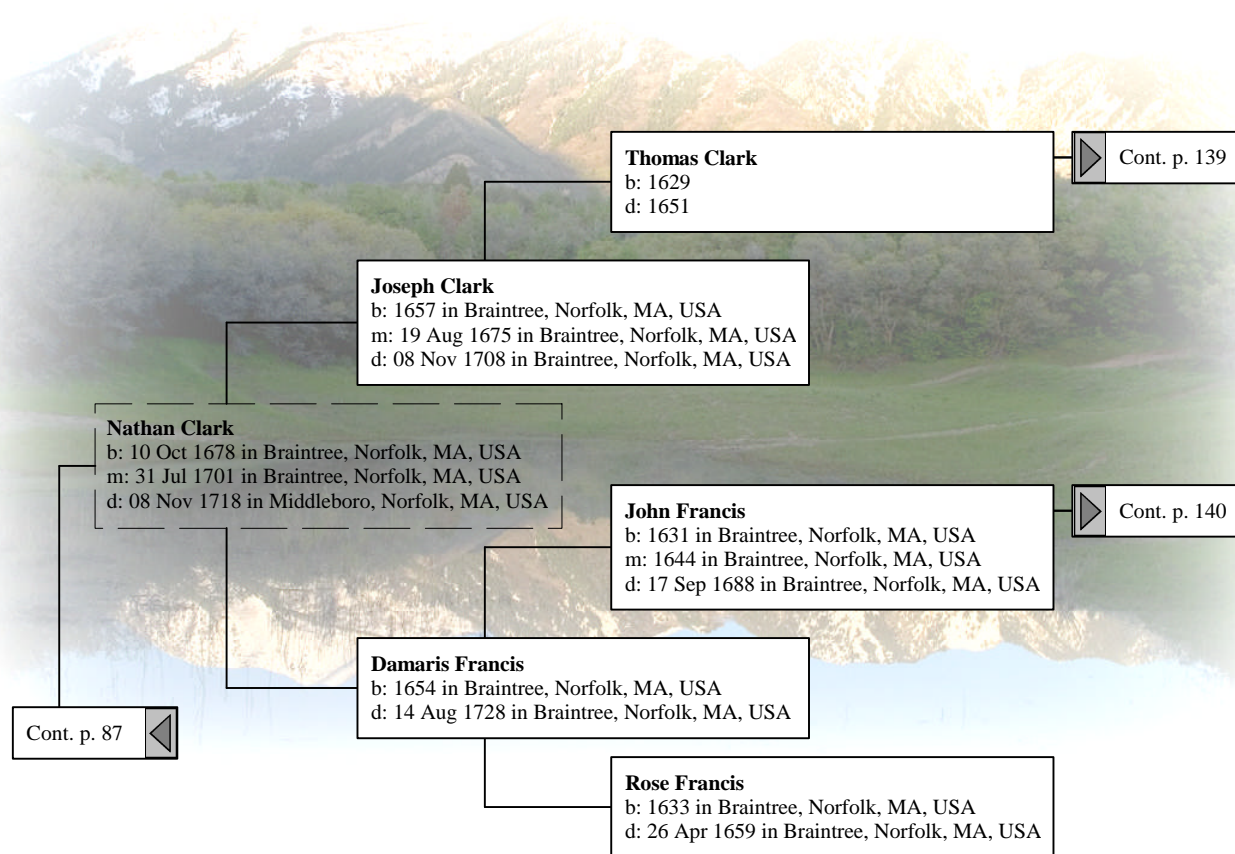 Thomas Clark
b: 1629
d: 1651
Cont. p. 139
Joseph Clark
b: 1657 in Braintree, Norfolk, MA, USA
m: 19 Aug 1675 in Braintree, Norfolk, MA, USA
d: 08 Nov 1708 in Braintree, Norfolk, MA, USA
Nathan Clark
b: 10 Oct 1678 in Braintree, Norfolk, MA, USA
m: 31 Jul 1701 in Braintree, Norfolk, MA, USA
d: 08 Nov 1718 in Middleboro, Norfolk, MA, USA
John Francis
b: 1631 in Braintree, Norfolk, MA, USA
m: 1644 in Braintree, Norfolk, MA, USA
d: 17 Sep 1688 in Braintree, Norfolk, MA, USA
Cont. p. 140
Damaris Francis
b: 1654 in Braintree, Norfolk, MA, USA
d: 14 Aug 1728 in Braintree, Norfolk, MA, USA
Cont. p. 87
Rose Francis
b: 1633 in Braintree, Norfolk, MA, USA
d: 26 Apr 1659 in Braintree, Norfolk, MA, USA